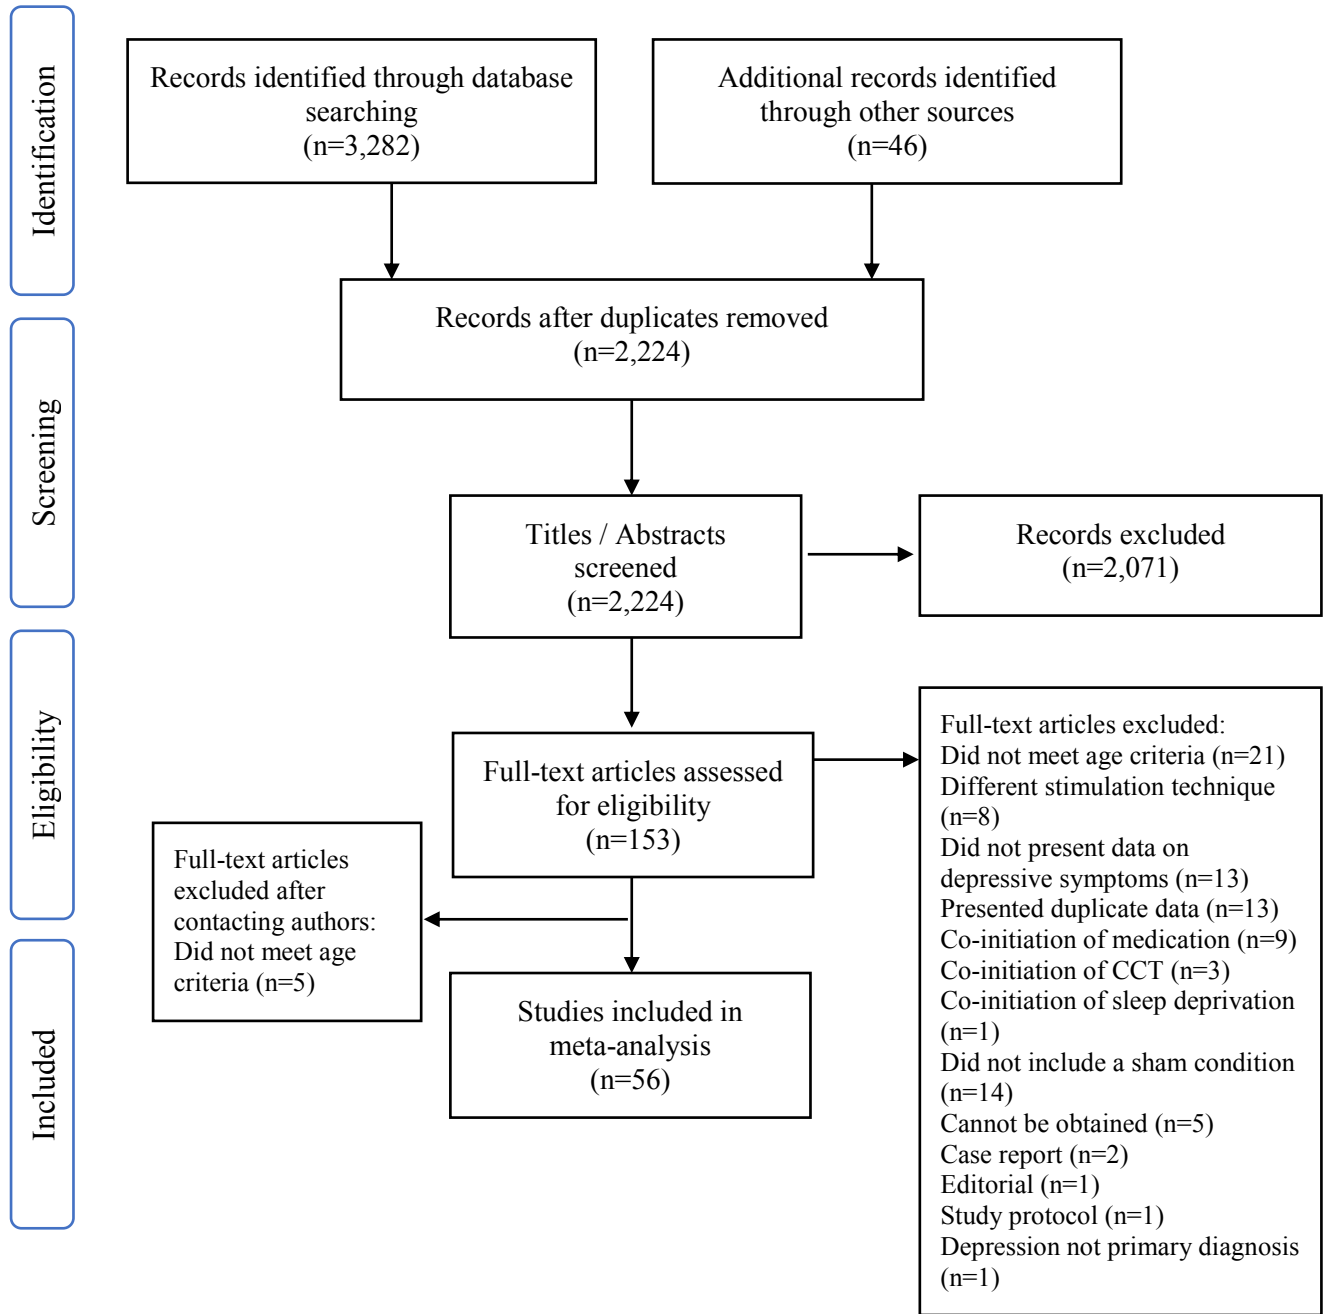 Identification
Records identified through database
searching
(n=3,282)
Additional records identified
through other sources
(n=46)
Records after duplicates removed
(n=2,224)
Screening
Titles / Abstracts
screened
(n=2,224)
Records excluded
(n=2,071)
Eligibility
Full-text articles assessed
for eligibility
(n=153)
Full-text articles excluded:
Did not meet age criteria (n=21)
Different stimulation technique
(n=8)
Did not present data on
depressive symptoms (n=13)
Presented duplicate data (n=13)
Co-initiation of medication (n=9)
Co-initiation of CCT (n=3)
Co-initiation of sleep deprivation
(n=1)
Did not include a sham condition
(n=14)
Cannot be obtained (n=5)
Case report (n=2)
Editorial (n=1)
Study protocol (n=1)
Depression not primary diagnosis
(n=1)
Full-text articles
excluded after
contacting authors:
Did not meet age
criteria (n=5)
Included
Studies included in
meta-analysis
(n=56)